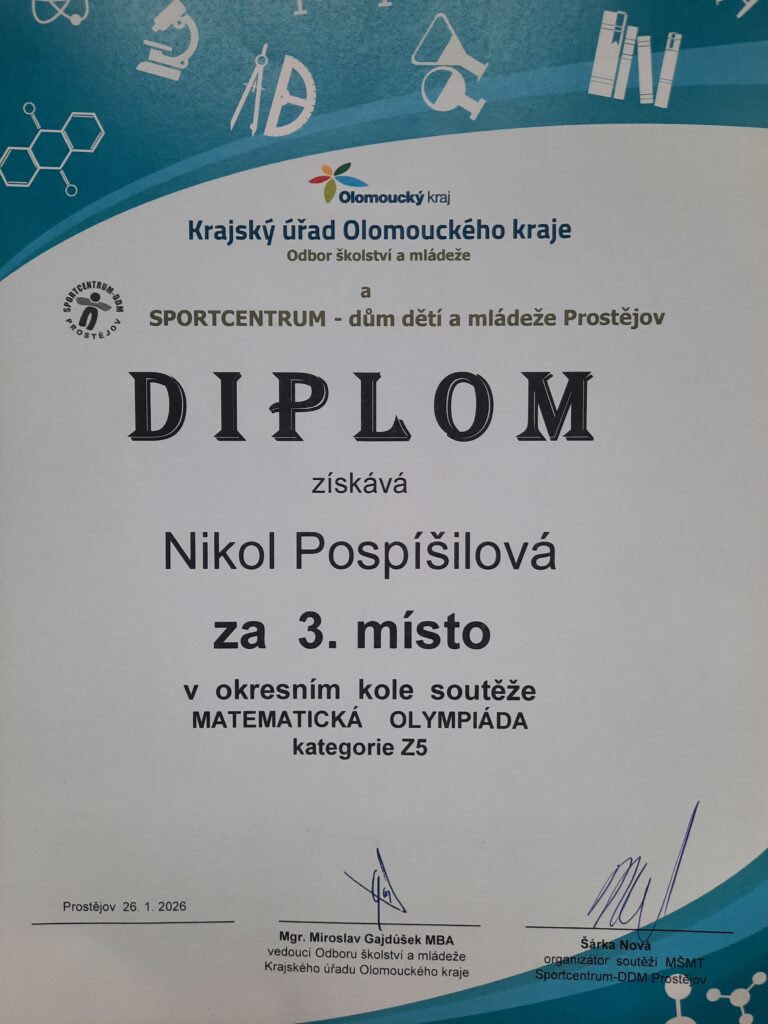 Olomoucký kraj
Krajský úřad Olomouckého kraje
Odbor školství a mládeže
a
SPORTCENTRUM-DDM
PROSTĚJOV
SPORTCENTRUM - dům dětí a mládeže Prostějov
DIPLOM
získává
Nikol Pospíšilová
za 3. místo
v okresním kole soutěže
MATEMATICKÁ OLYMPIÁDA
kategorie Z5
Prostějov 26. 1. 2026
Mgr. Miroslav Gajdůšek MBA
vedoucí Odboru školství a mládeže
Krajského úřadu Olomouckého kraje
Šárka Nová
organizátor soutěží MŠMT
Sportcentrum-DDM Prostějov